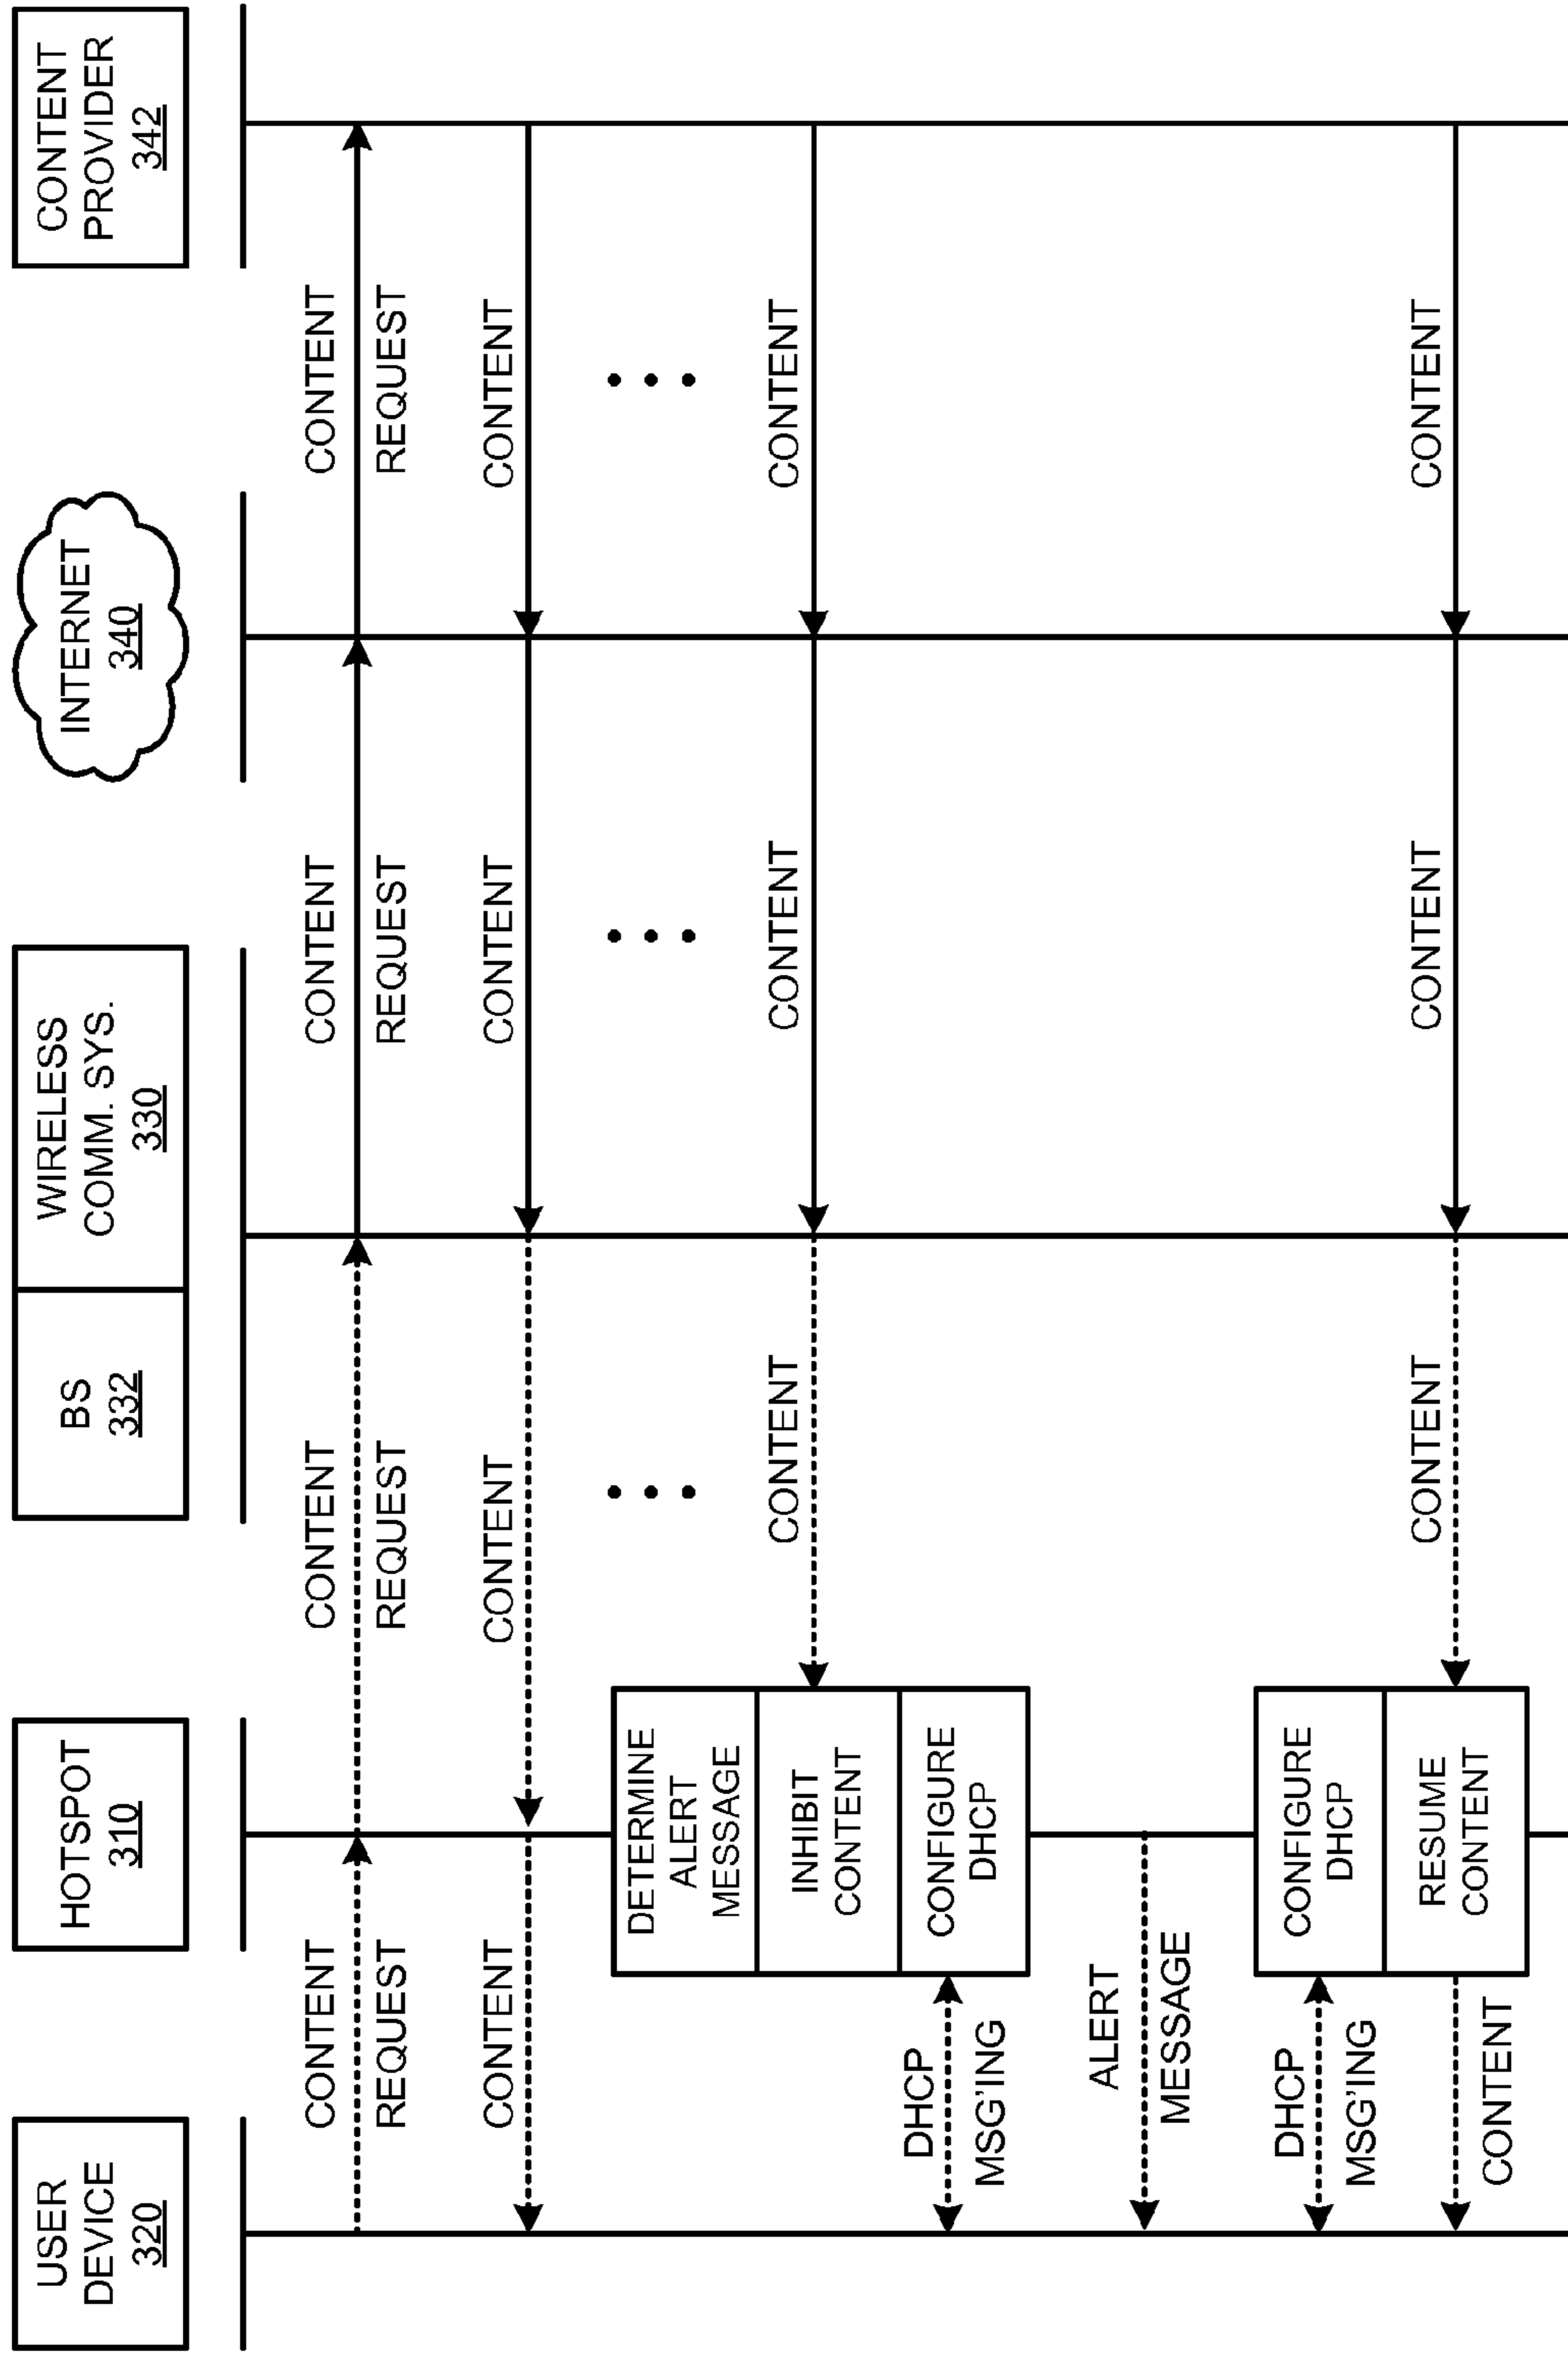 USER
DEVICE
320
HOTSPOT
310
BS
332
WIRELESS
COMM. SYS.
330
INTERNET
340
CONTENT
PROVIDER
342
CONTENT
REQUEST
CONTENT
REQUEST
CONTENT
REQUEST
CONTENT
REQUEST
CONTENT
CONTENT
CONTENT
CONTENT
DETERMINE
ALERT
MESSAGE
INHIBIT
CONTENT
CONTENT
CONTENT
CONTENT
DHCP
MSG'ING
CONFIGURE
DHCP
ALERT
MESSAGE
DHCP
MSG'ING
CONFIGURE
DHCP
CONTENT
RESUME
CONTENT
CONTENT
CONTENT
CONTENT